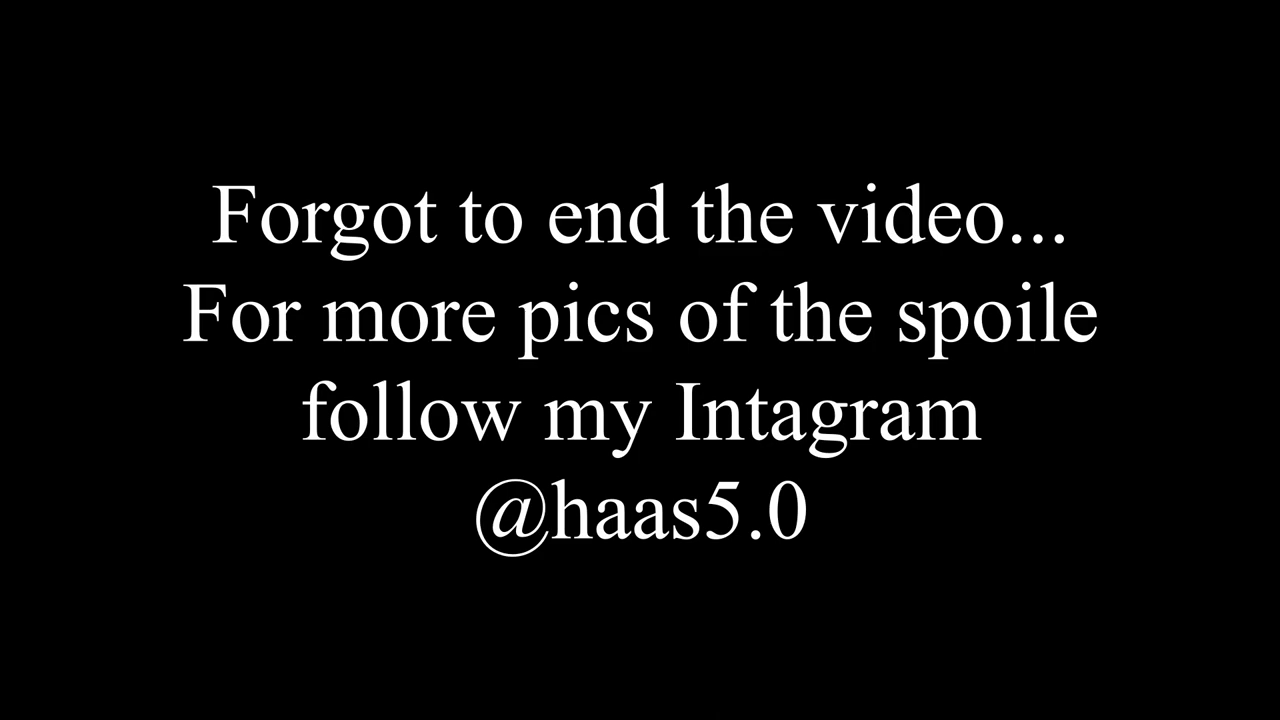 Forgot to end the video...
For more pics of the spoile
follow my Intagram
@haas5.0